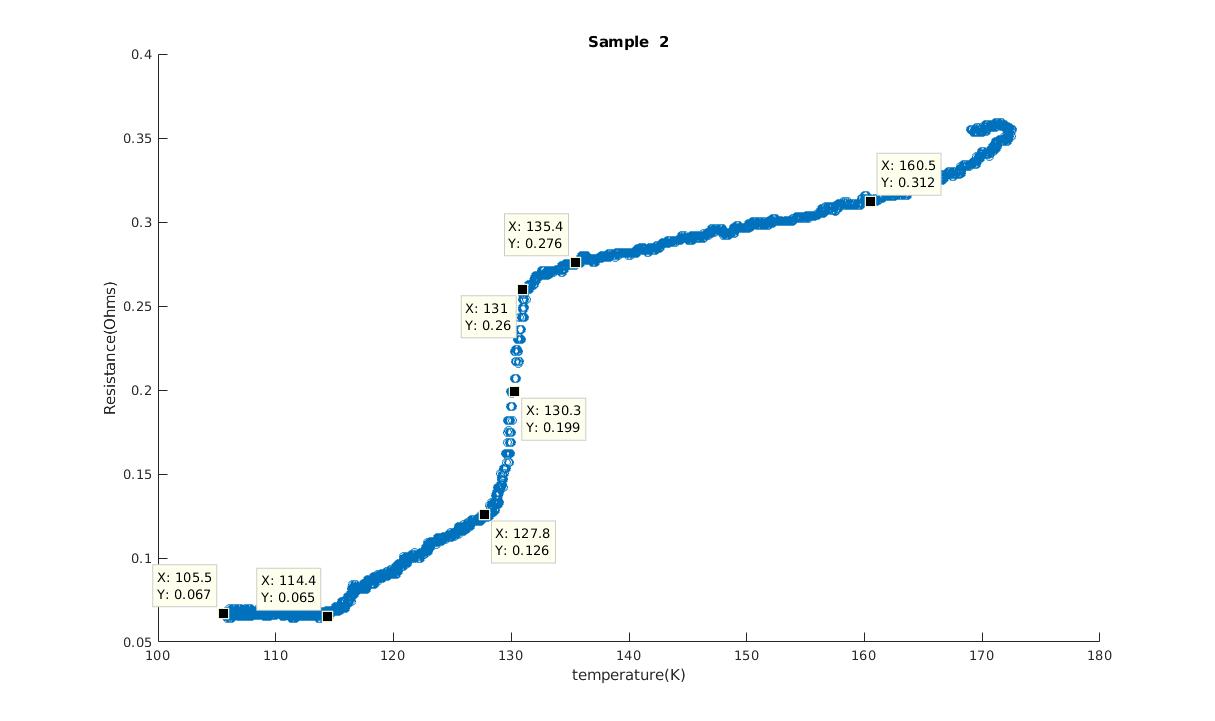 Sample 2
0.4
0.35
0.3
0.25
0.2
0.15
0.1
0.05
Resistance(Ohms)
X: 160.5
Y: 0.312
X: 135.4
Y: 0.276
X: 131
Y: 0.26
X: 130.3
Y: 0.199
X: 127.8
Y: 0.126
X: 105.5
Y: 0.067
X: 114.4
Y: 0.065
100 110 120 130 140 150 160 170 180
temperature(K)